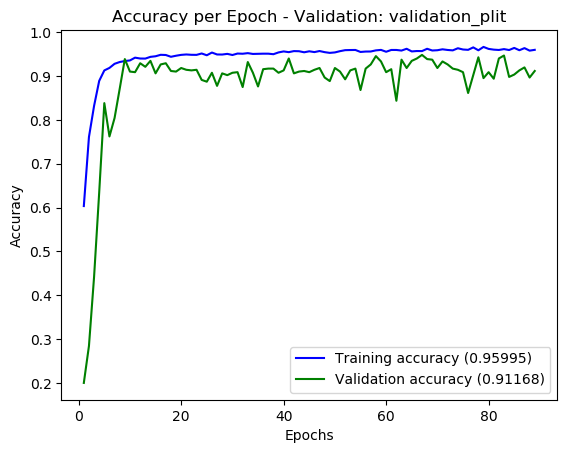 Accuracy per Epoch - Validation: validation_plit
1.0
0.9
0.8
0.7
0.6
0.5
0.4
0.3
0.2
Accuracy
Training accuracy (0.95995)
Validation accuracy (0.91168)
0 20 40 60 80
Epochs